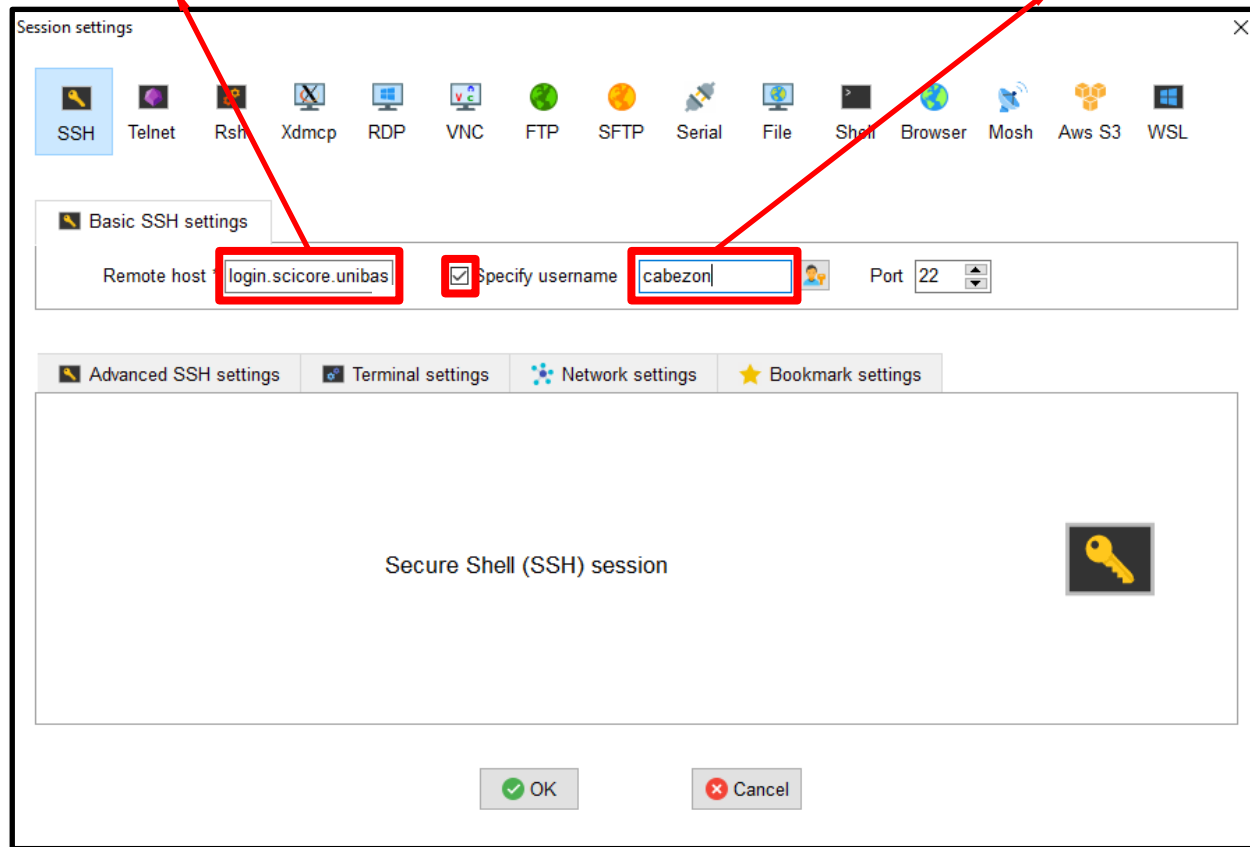 Session settings
SSH Telnet Rsh Xdmcp RDP VNC FTP SFTP Serial File Shell Browser Mosh Aws S3 WSL
Basic SSH settings
Remote host * login.scicore.unibas Specify username cabezon Port 22
Advanced SSH settings Terminal settings Network settings Bookmark settings
Secure Shell (SSH) session
OK Cancel